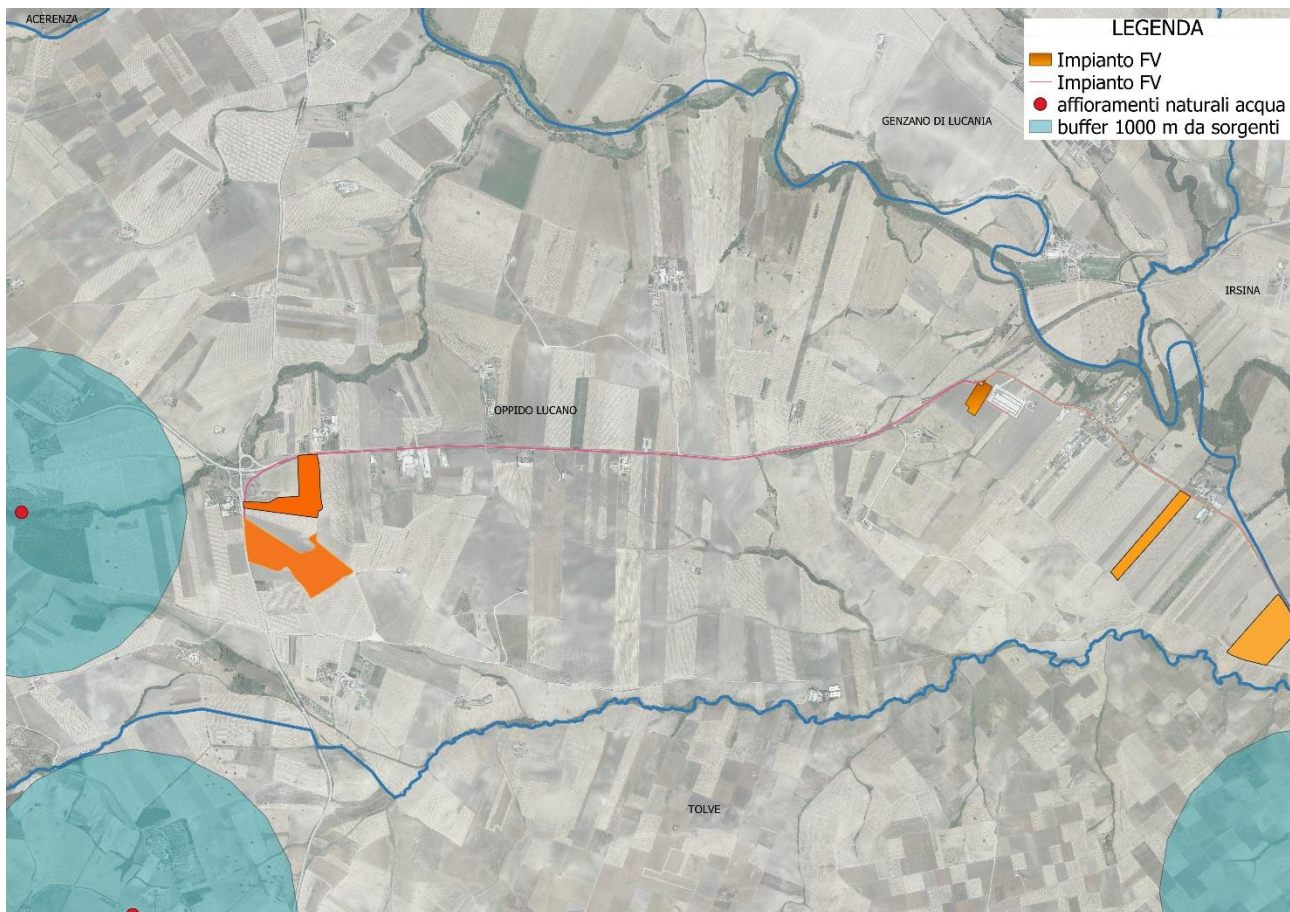 ACERENZA
LEGENDA
Impianto FV
Impianto FV
affioramenti naturali acqua
buffer 1000 m da sorgenti
GENZANO DI LUCANIA
IRSINA
OPPIDO LUCANO
TOLVE